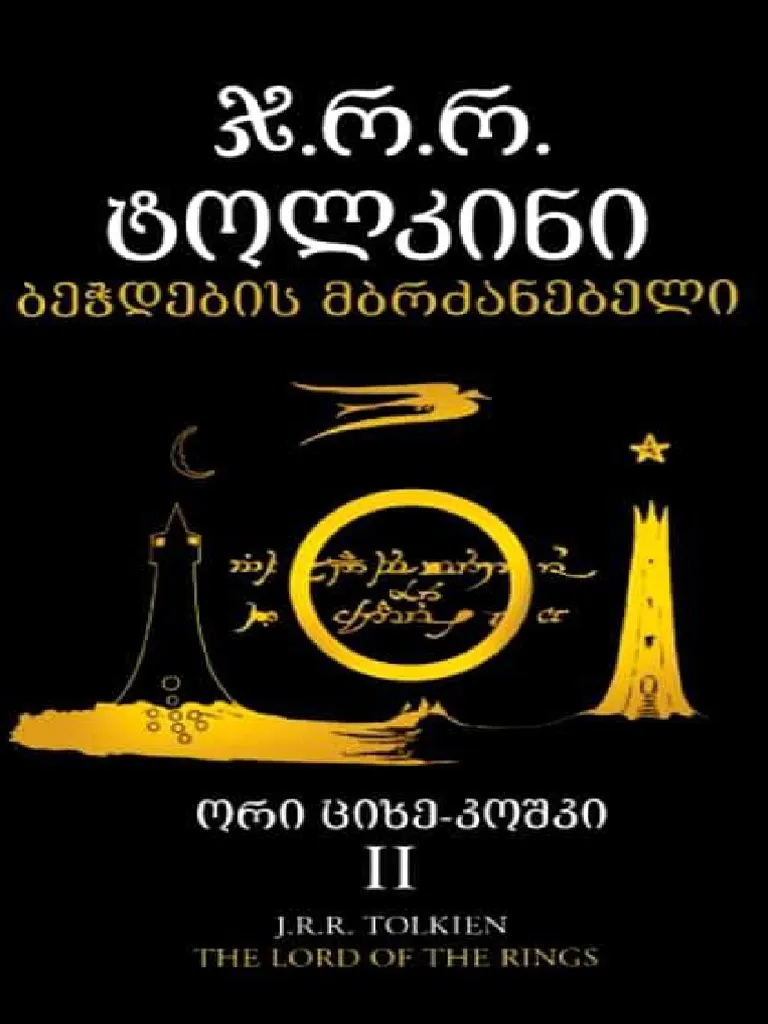 ჯ.რ.რ.
ტოლკინი
ბეჭდების მბრძანებელი
ორი ციხე-კოშკი
II
J.R.R. TOLKIEN
THE LORD OF THE RINGS